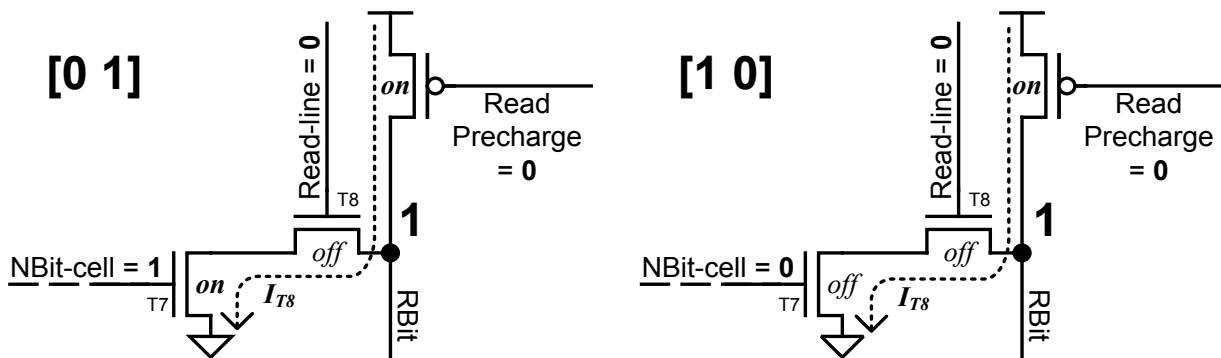 [0 1]
Read-line = 0
on
Read
Precharge
= 0
T8
1
off
NBit-cell = 1
T7
on
I_T8
RBit
[1 0]
Read-line = 0
on
Read
Precharge
= 0
T8
1
off
NBit-cell = 0
T7
off
I_T8
RBit